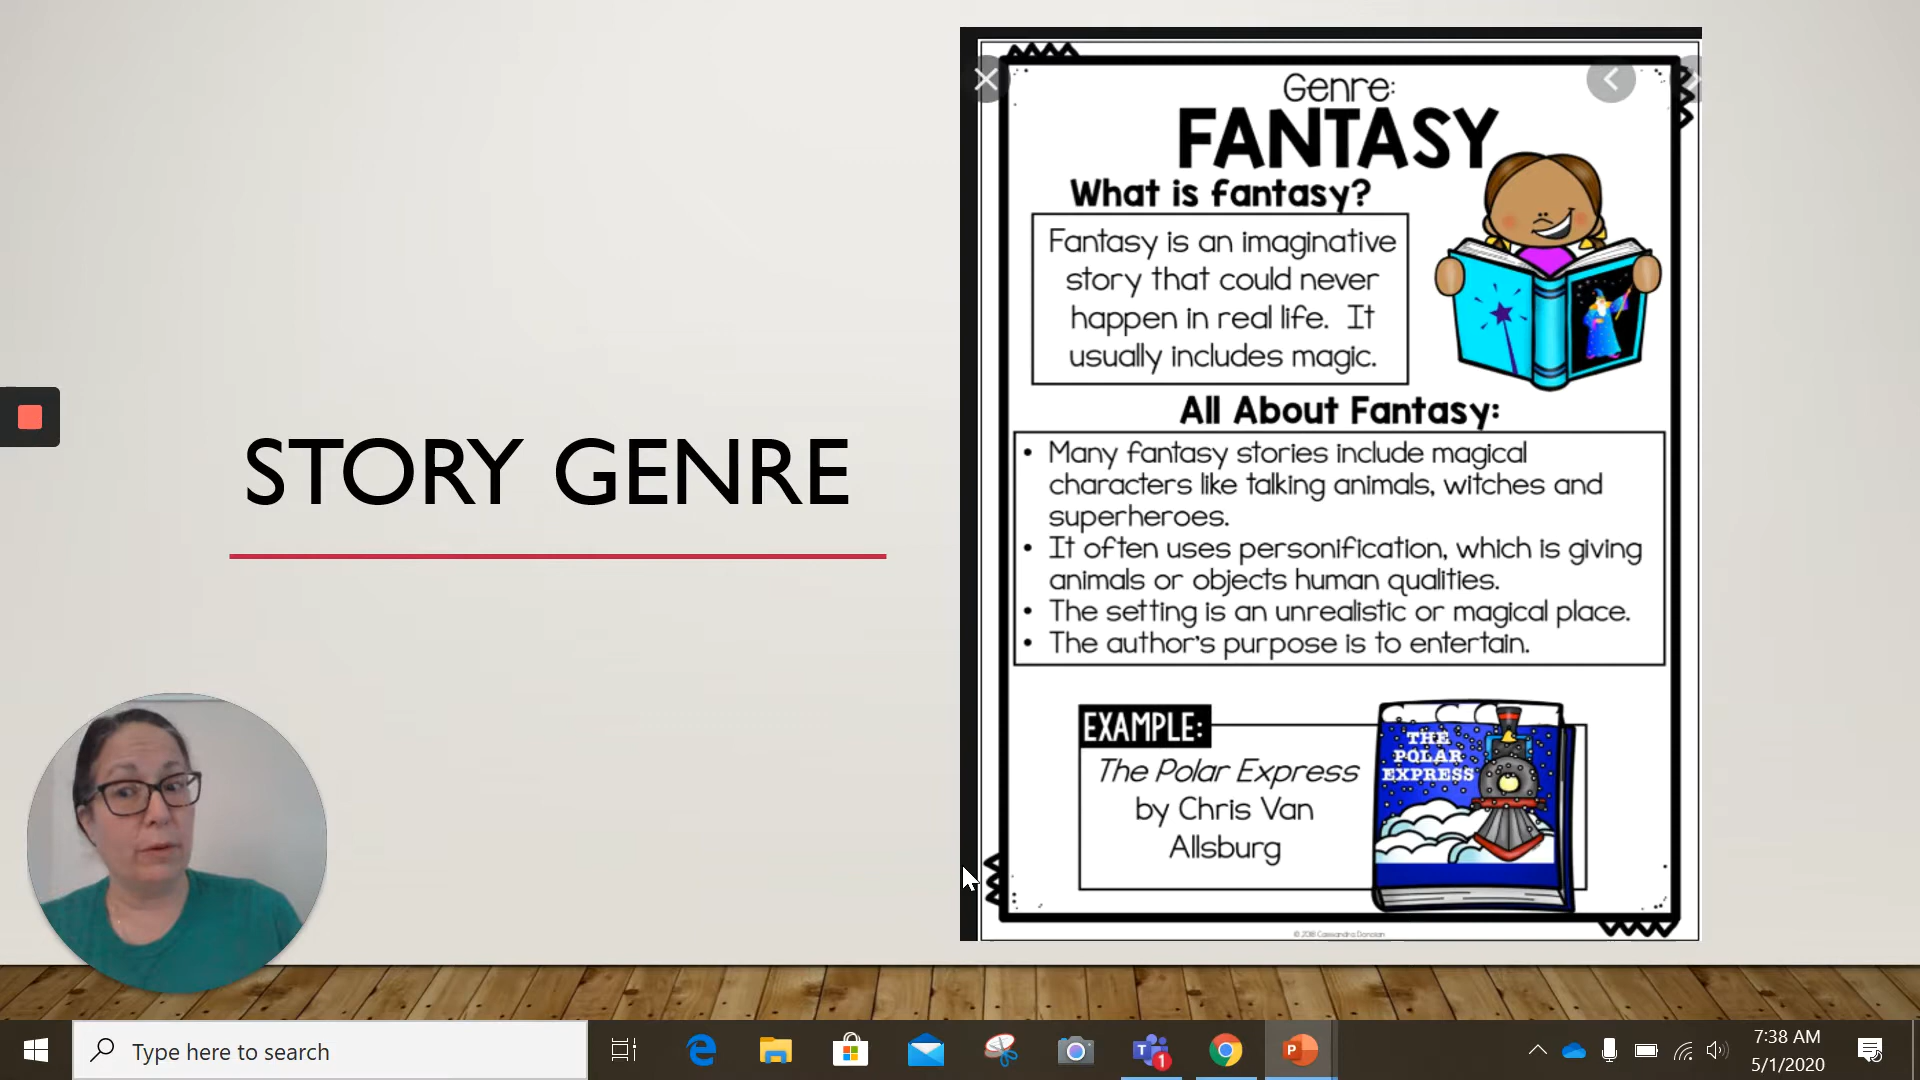 STORY GENRE
Genre:
FANTASY
What is fantasy?
Fantasy is an imaginative
story that could never
happen in real life. It
usually includes magic.
All About Fantasy:
• Many fantasy stories include magical
characters like talking animals, witches and
superheroes.
• It often uses personification, which is giving
animals or objects human qualities.
• The setting is an unrealistic or magical place.
• The author's purpose is to entertain.
EXAMPLE:
The Polar Express
by Chris Van
Allsburg
THE
POLAR
EXPRESS
© 2018 Cassandra Donoian
Type here to search
T
1
P
7:38 AM
5/1/2020